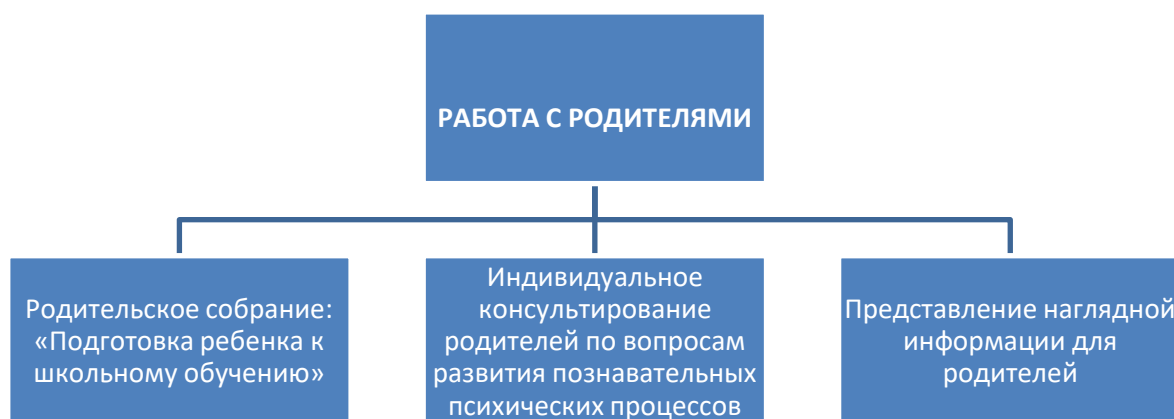 РАБОТА С РОДИТЕЛЯМИ
Родительское собрание:
«Подготовка ребенка к
школьному обучению»
Индивидуальное
консультирование
родителей по вопросам
развития познавательных
психических процессов
Представление наглядной
информации для
родителей